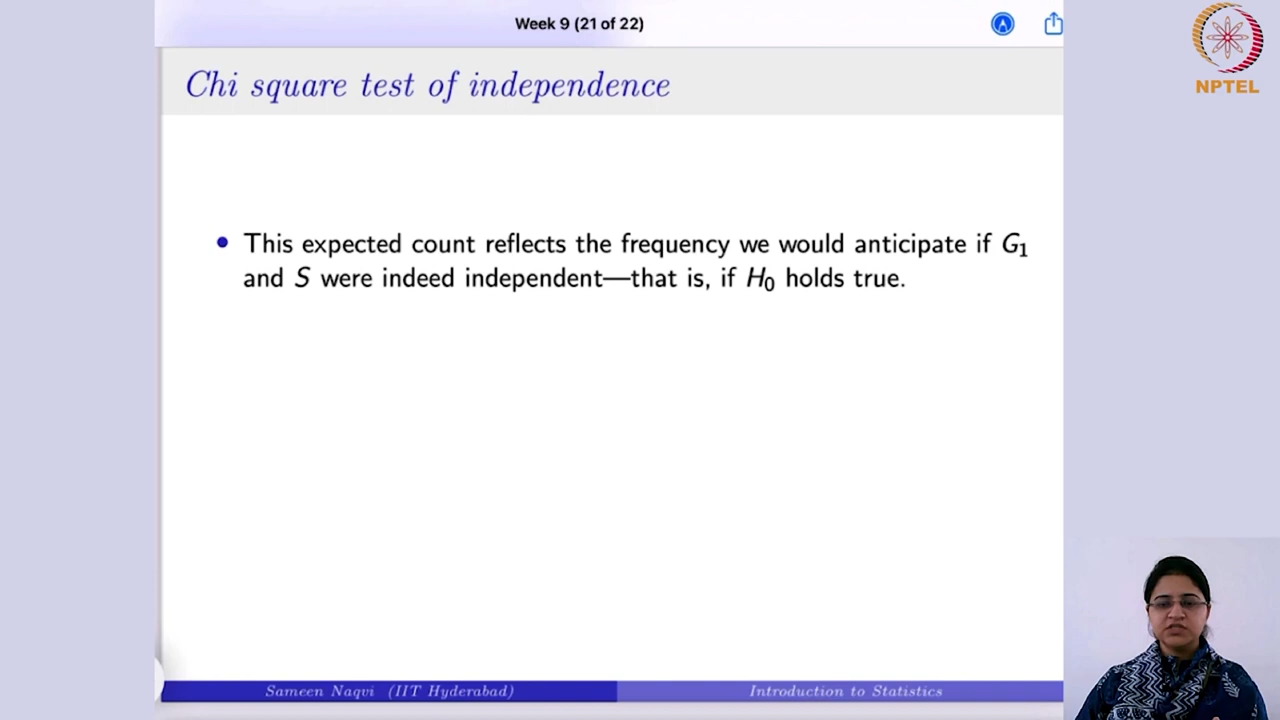 Week 9 (21 of 22)
NPTEL
Chi square test of independence
• This expected count reflects the frequency we would anticipate if G₁
and S were indeed independent—that is, if H₀ holds true.
Sameen Naqvi (IIT Hyderabad)
Introduction to Statistics